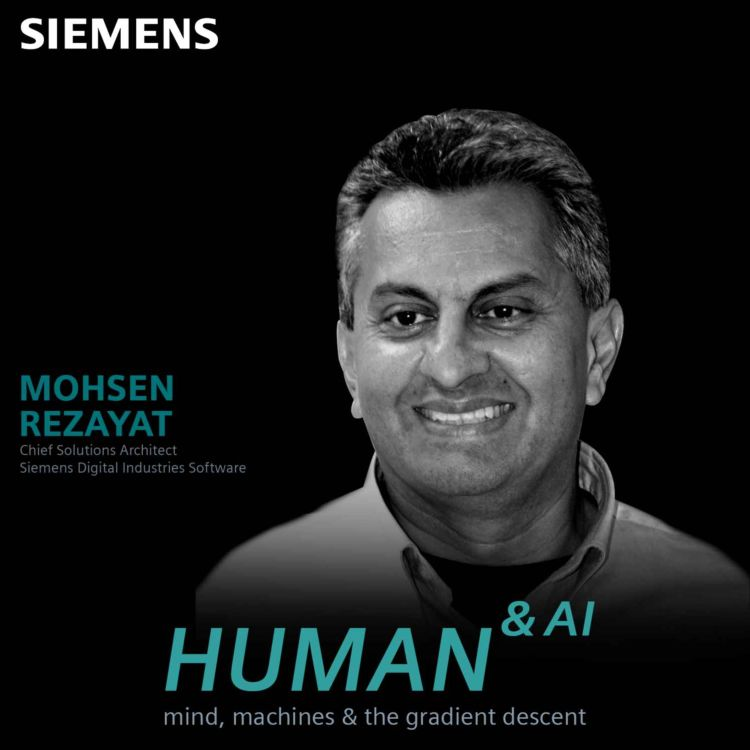 SIEMENS
MOHSEN
REZAYAT
Chief Solutions Architect
Siemens Digital Industries Software
HUMAN & AI
mind, machines & the gradient descent